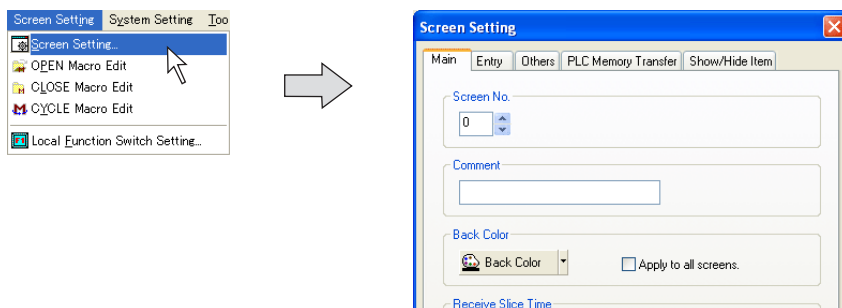 Screen Setting System Setting Too
Screen Setting...
OPEN Macro Edit
CLOSE Macro Edit
CYCLE Macro Edit
F1 Local Function Switch Setting...
Screen Setting
Main Entry Others PLC Memory Transfer Show/Hide Item
Screen No.
0
Comment
Back Color
Back Color Apply to all screens.
Receive Slice Time